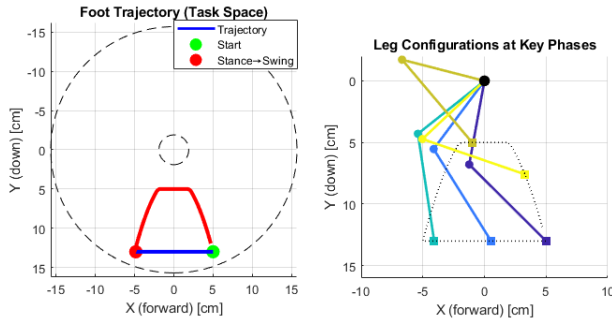 Foot Trajectory (Task Space)
Trajectory
Start
Stance→Swing
-15
-10
-5
0
5
10
15
Y (down) [cm]
-15
-10
-5
0
5
10
15
X (forward) [cm]
Leg Configurations at Key Phases
0
5
10
15
Y (down) [cm]
-10
-5
0
5
10
X (forward) [cm]